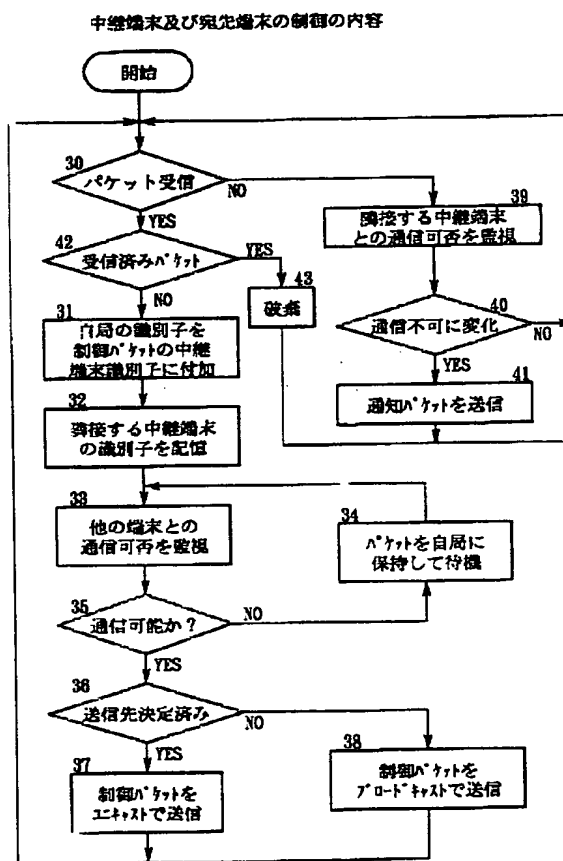 中継端末及び宛先端末の制御の内容
開始
30
パケット受信
NO
YES
39
隣接する中継端末
との通信可否を監視
42
受信済みパケット
YES
NO
43
破棄
40
通信不可に変化
NO
YES
31
自局の識別子を
制御パケットの中継
端末識別子に付加
41
通知パケットを送信
32
隣接する中継端末
の識別子を記憶
33
他の端末との
通信可否を監視
34
パケットを自局に
保持して待機
35
通信可能か？
NO
YES
36
送信先決定済み
NO
YES
37
制御パケットを
ユニキャストで送信
38
制御パケットを
ブロードキャストで送信